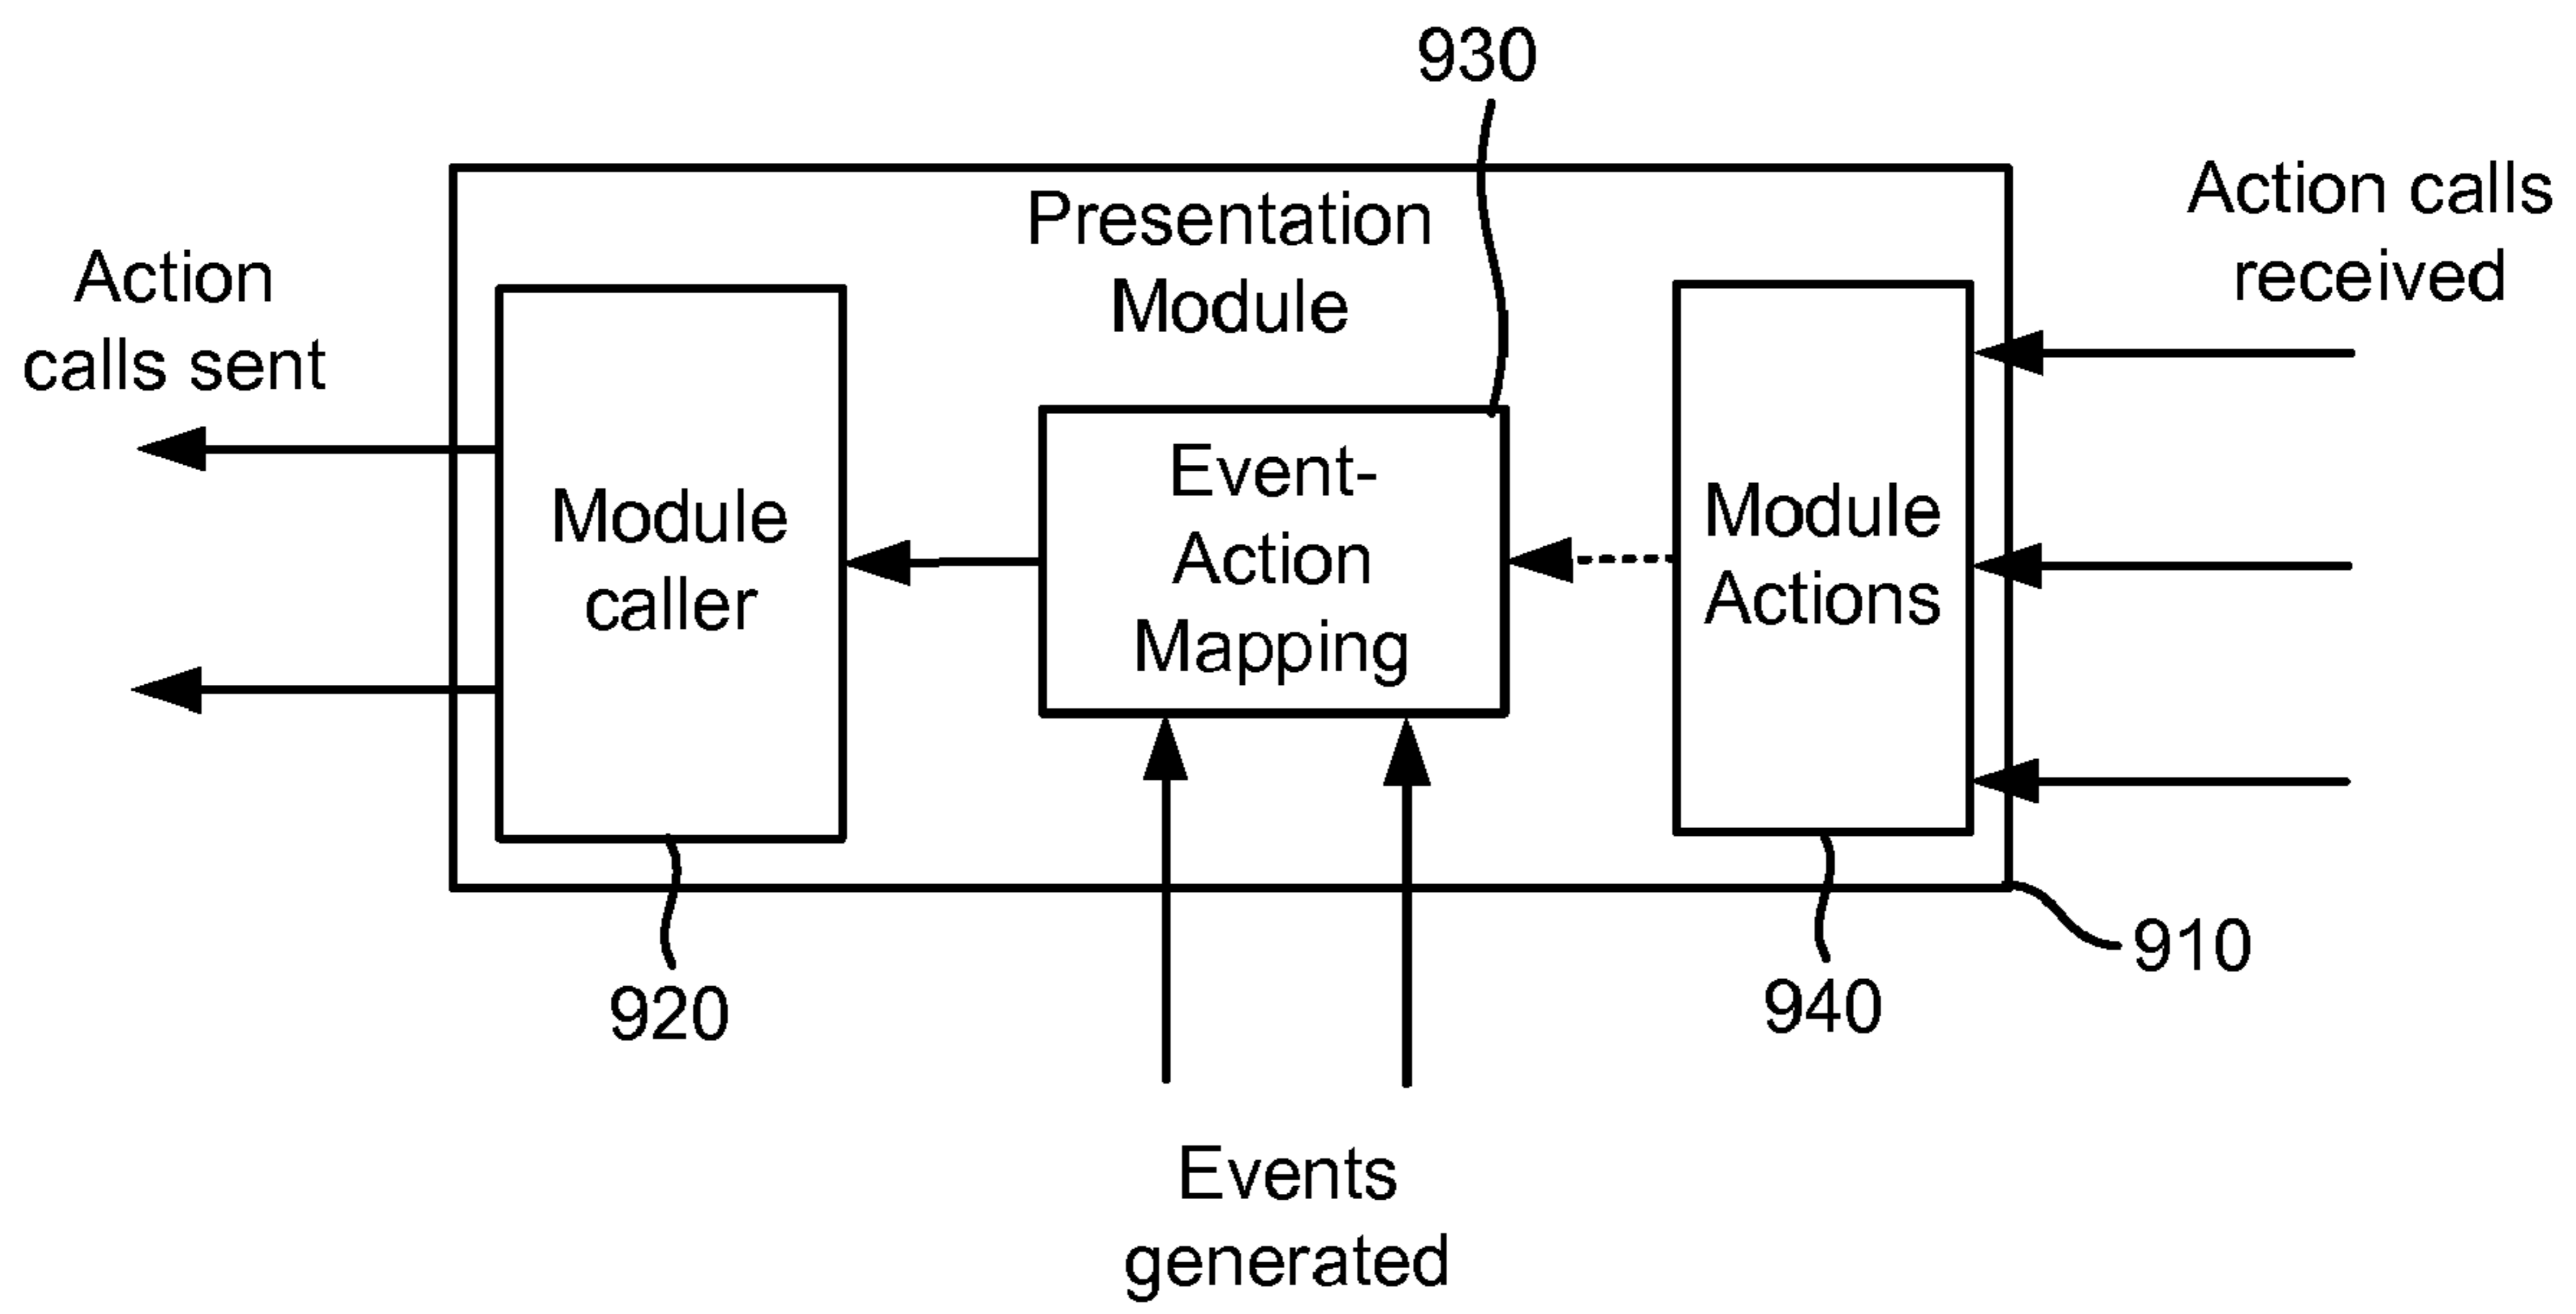 930
Presentation
Module
Action calls
received
Action
calls sent
Module
caller
Event-
Action
Mapping
Module
Actions
910
920
940
Events
generated